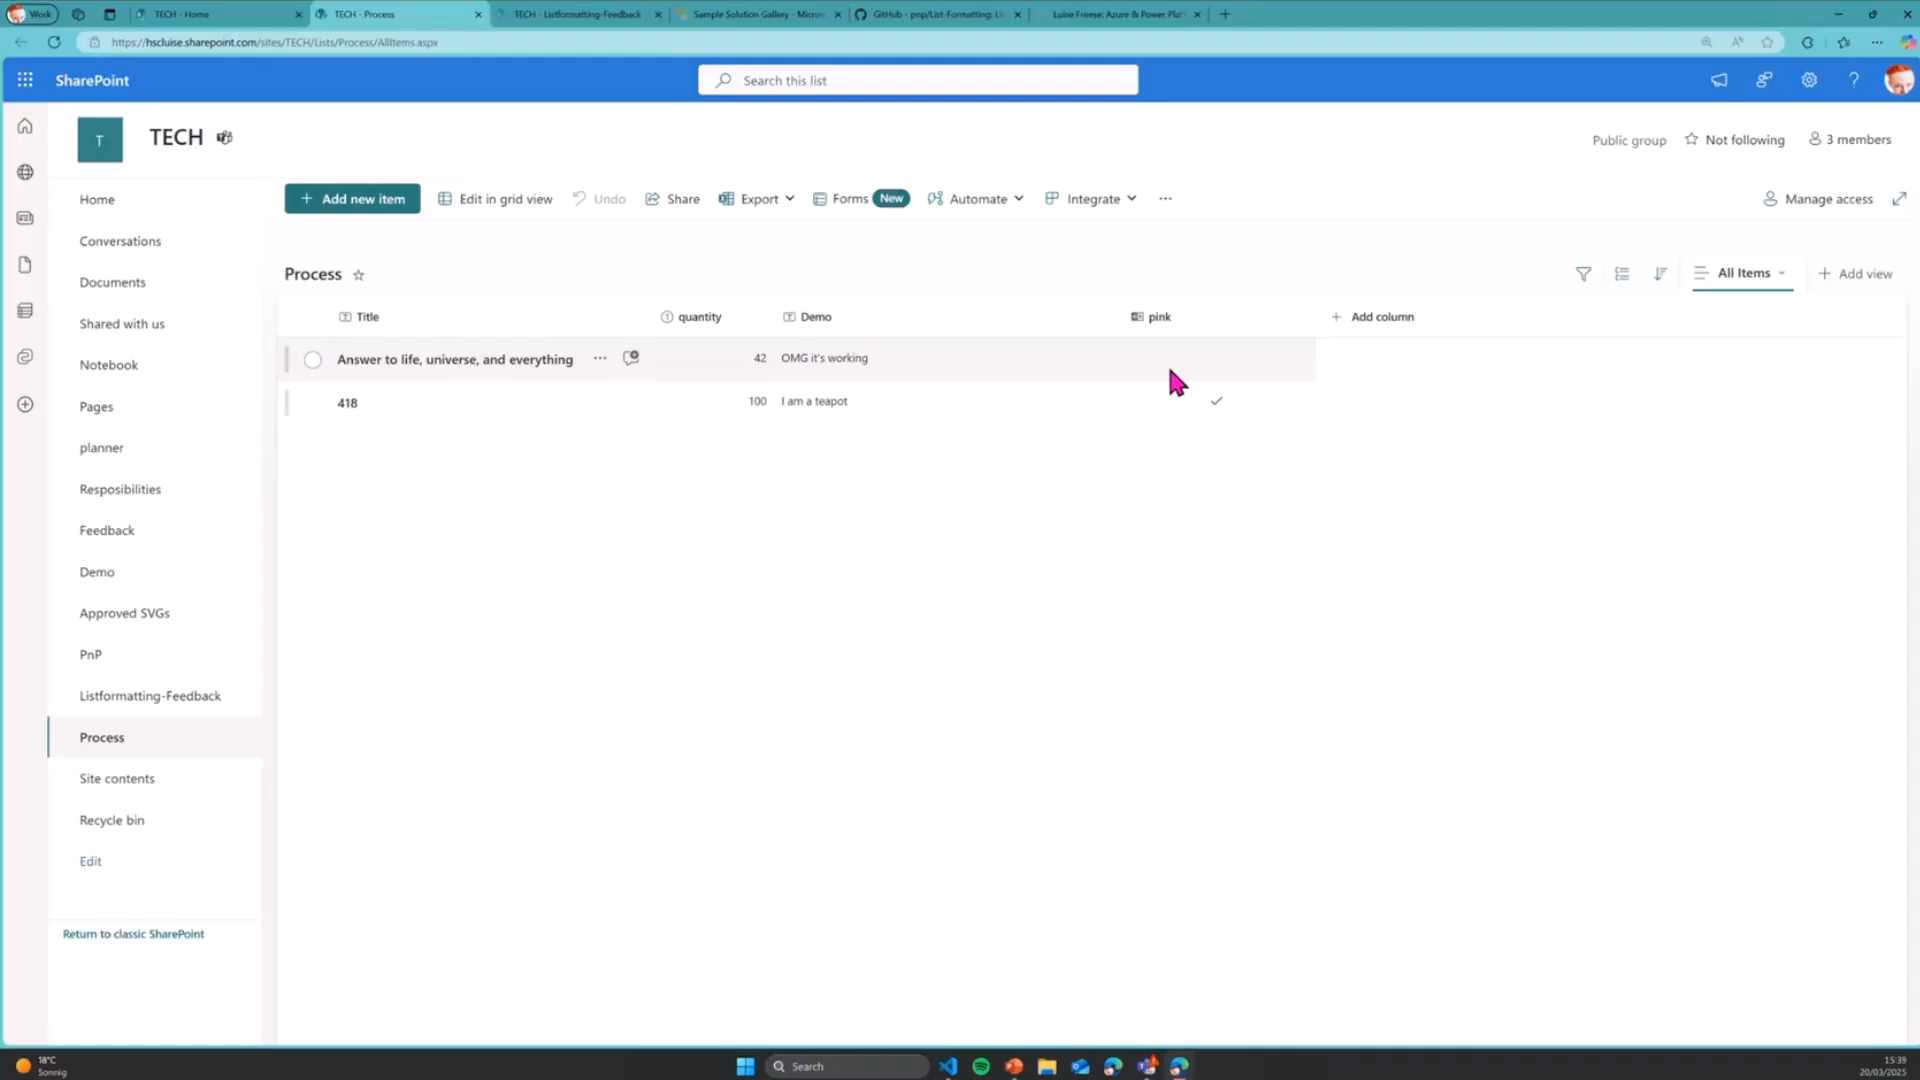 Work
TECH - Home
TECH - Process
TECH - Listformatting-Feedback
Sample Solution Gallery - Micros
GitHub - pnp/List-Formatting: Li
Luise Freese: Azure & Power Plat
https://hscluise.sharepoint.com/sites/TECH/Lists/Process/AllItems.aspx
SharePoint
Search this list
T
TECH
Public group
Not following
3 members
Home
Conversations
Documents
Shared with us
Notebook
Pages
planner
Resposibilities
Feedback
Demo
Approved SVGs
PnP
Listformatting-Feedback
Process
Site contents
Recycle bin
Edit
Return to classic SharePoint
Add new item
Edit in grid view
Undo
Share
Export
Forms New
Automate
Integrate
Manage access
Process
All Items
Add view
Title quantity Demo pink Add column
Answer to life, universe, and everything 42 OMG it's working
418 100 I am a teapot
18°C
Sonnig
Search
15:39
20/03/2025